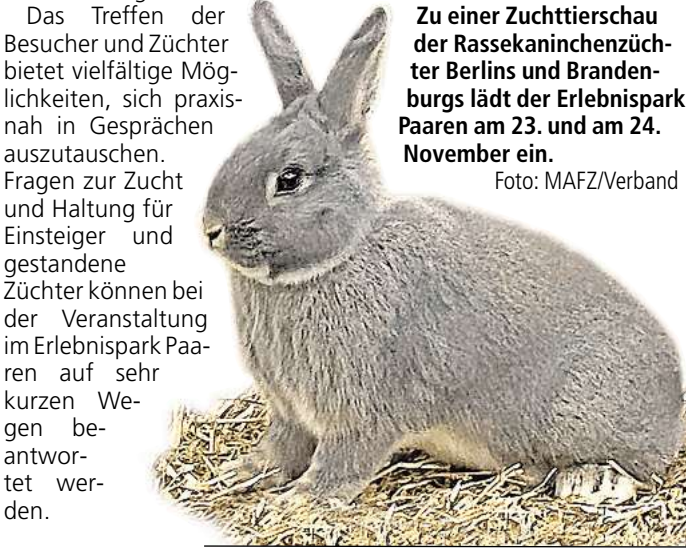 Das Treffen der
Besucher und Züchter
bietet vielfältige Mög-
lichkeiten, sich praxis-
nah in Gesprächen
auszutauschen.
Fragen zur Zucht
und Haltung für
Einsteiger und
gestandene
Züchter können bei
der Veranstaltung
im Erlebnispark Paa-
ren auf sehr
kurzen We-
gen be-
antwor-
tet wer-
den.
Zu einer Zuchttierschau
der Rassekaninchenzüch-
ter Berlins und Branden-
burgs lädt der Erlebnispark
Paaren am 23. und am 24.
November ein.
Foto: MAFZ/Verband